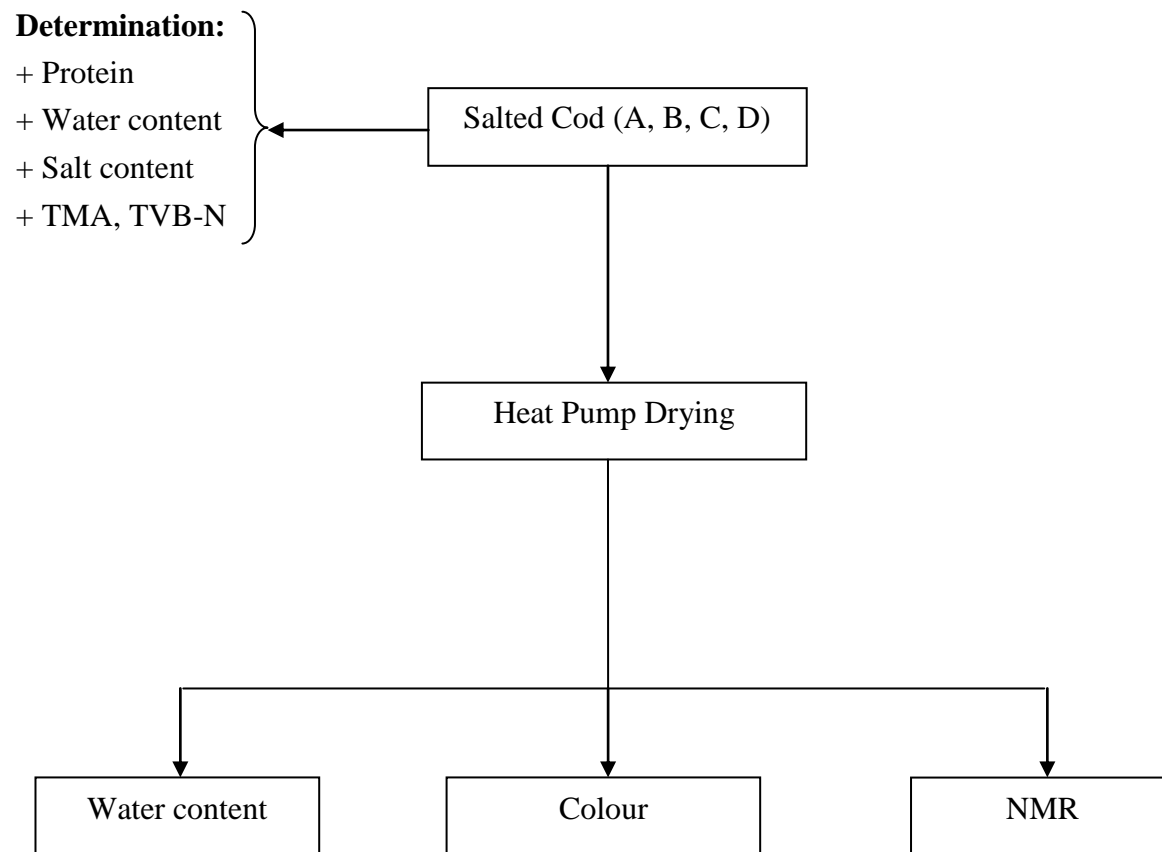 Determination:
+ Protein
+ Water content
+ Salt content
+ TMA, TVB-N
Salted Cod (A, B, C, D)
Heat Pump Drying
Water content
Colour
NMR